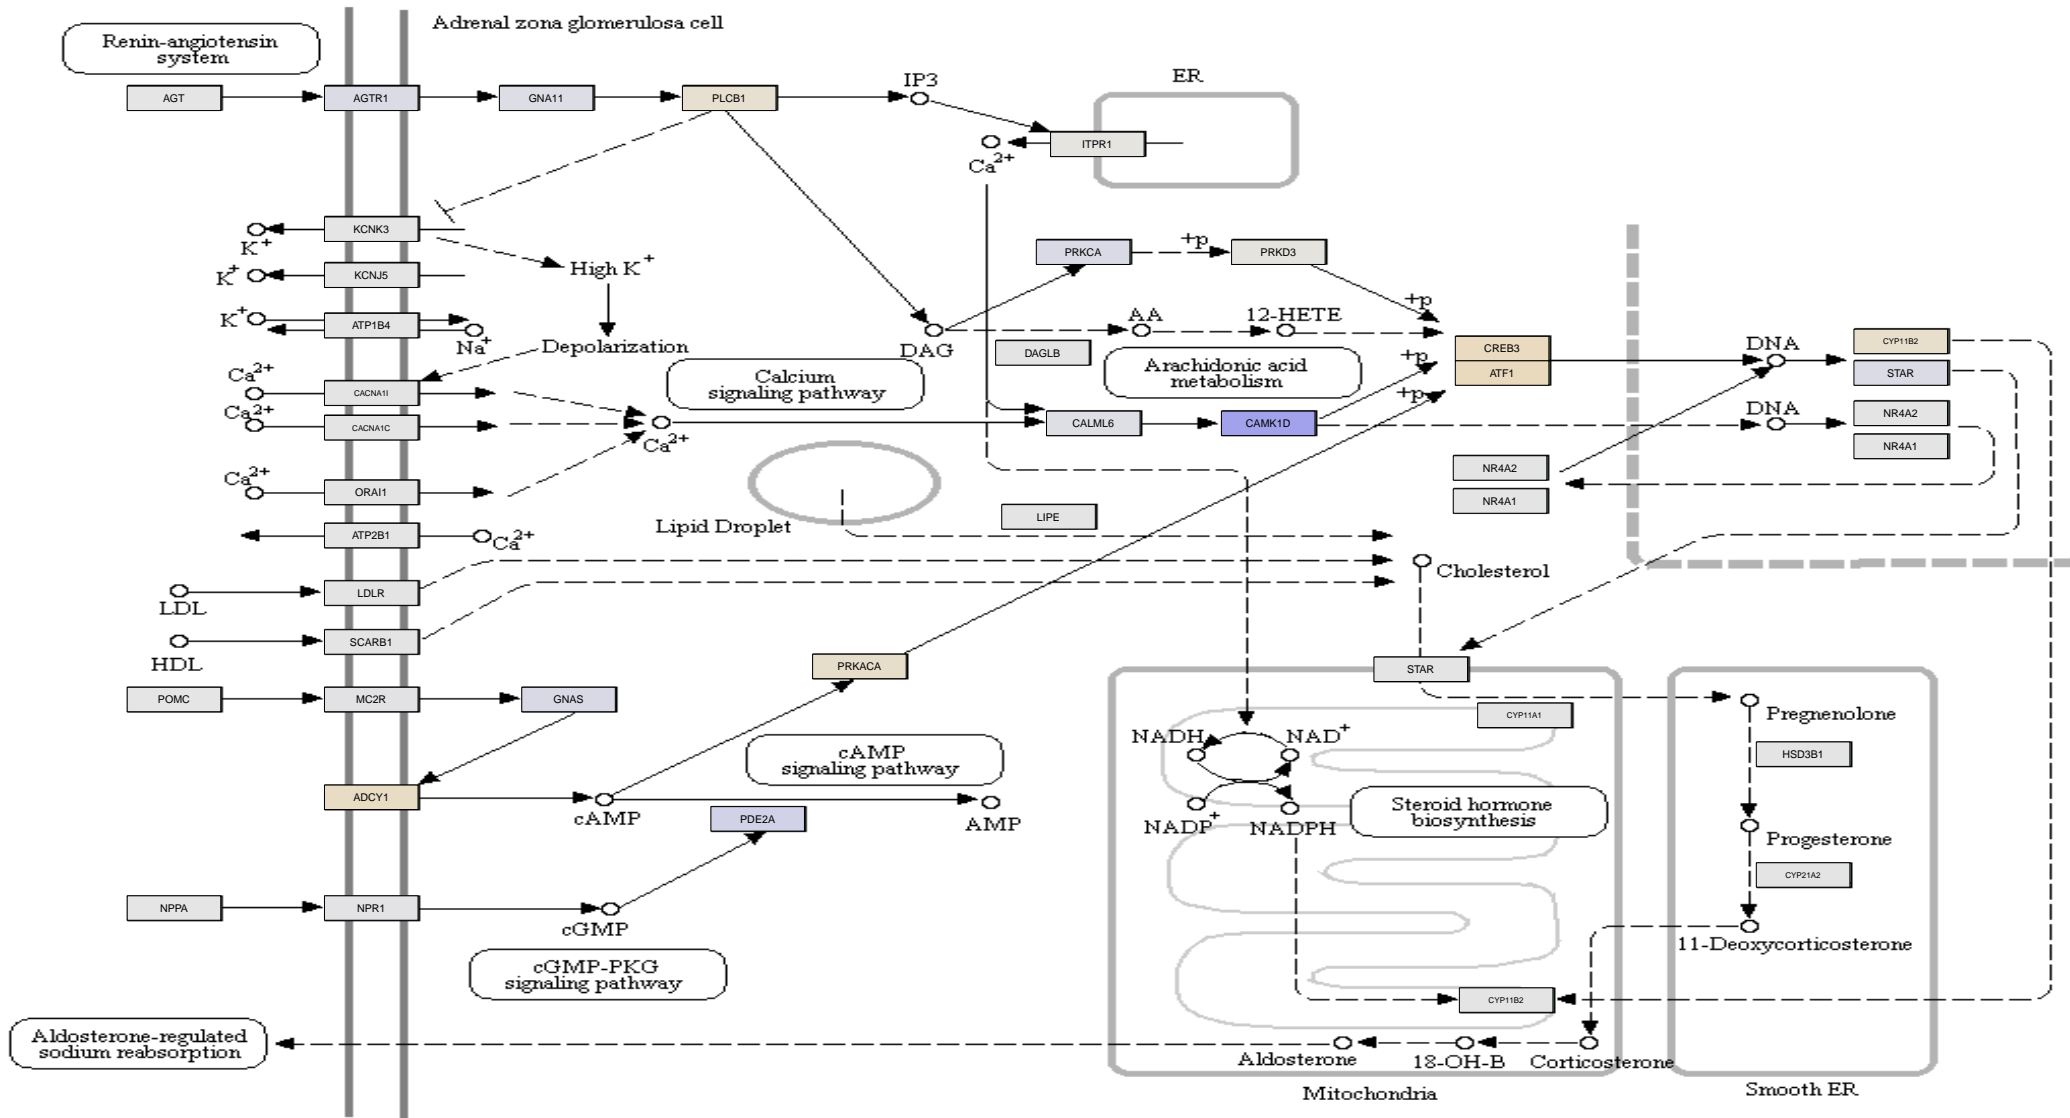 Adrenal zona glomerulosa cell
Renin-angiotensin
system
AGT
AGTR1
GNA11
PLCB1
IP3
ER
ITPR1
Ca2+
KCNK3
K+
KCNJ5
K+
High K+
PRKCA
+p
PRKD3
K+
ATP1B4
Na+
Depolarization
DAG
AA
12-HETE
+p
DAGLB
Arachidonic acid
metabolism
CREB3
ATF1
+p
+p
DNA
CYP11B2
STAR
Ca2+
CACNA1I
Ca2+
CACNA1C
Calcium
signaling pathway
Ca2+
CALML6
CAMK1D
DNA
NR4A2
NR4A1
NR4A2
NR4A1
Ca2+
ORAI1
ATP2B1
Ca2+
Lipid Droplet
LIPE
Cholesterol
LDL
LDLR
HDL
SCARB1
PRKACA
STAR
POMC
MC2R
GNAS
CYP11A1
Pregnenolone
HSD3B1
cAMP
signaling pathway
NADH
NAD+
ADCY1
cAMP
PDE2A
AMP
NADP+
NADPH
Steroid hormone
biosynthesis
Progesterone
CYP21A2
NPPA
NPR1
cGMP
11-Deoxycorticosterone
cGMP-PKG
signaling pathway
CYP11B2
Aldosterone-regulated
sodium reabsorption
Aldosterone
18-OH-B
Corticosterone
Mitochondria
Smooth ER